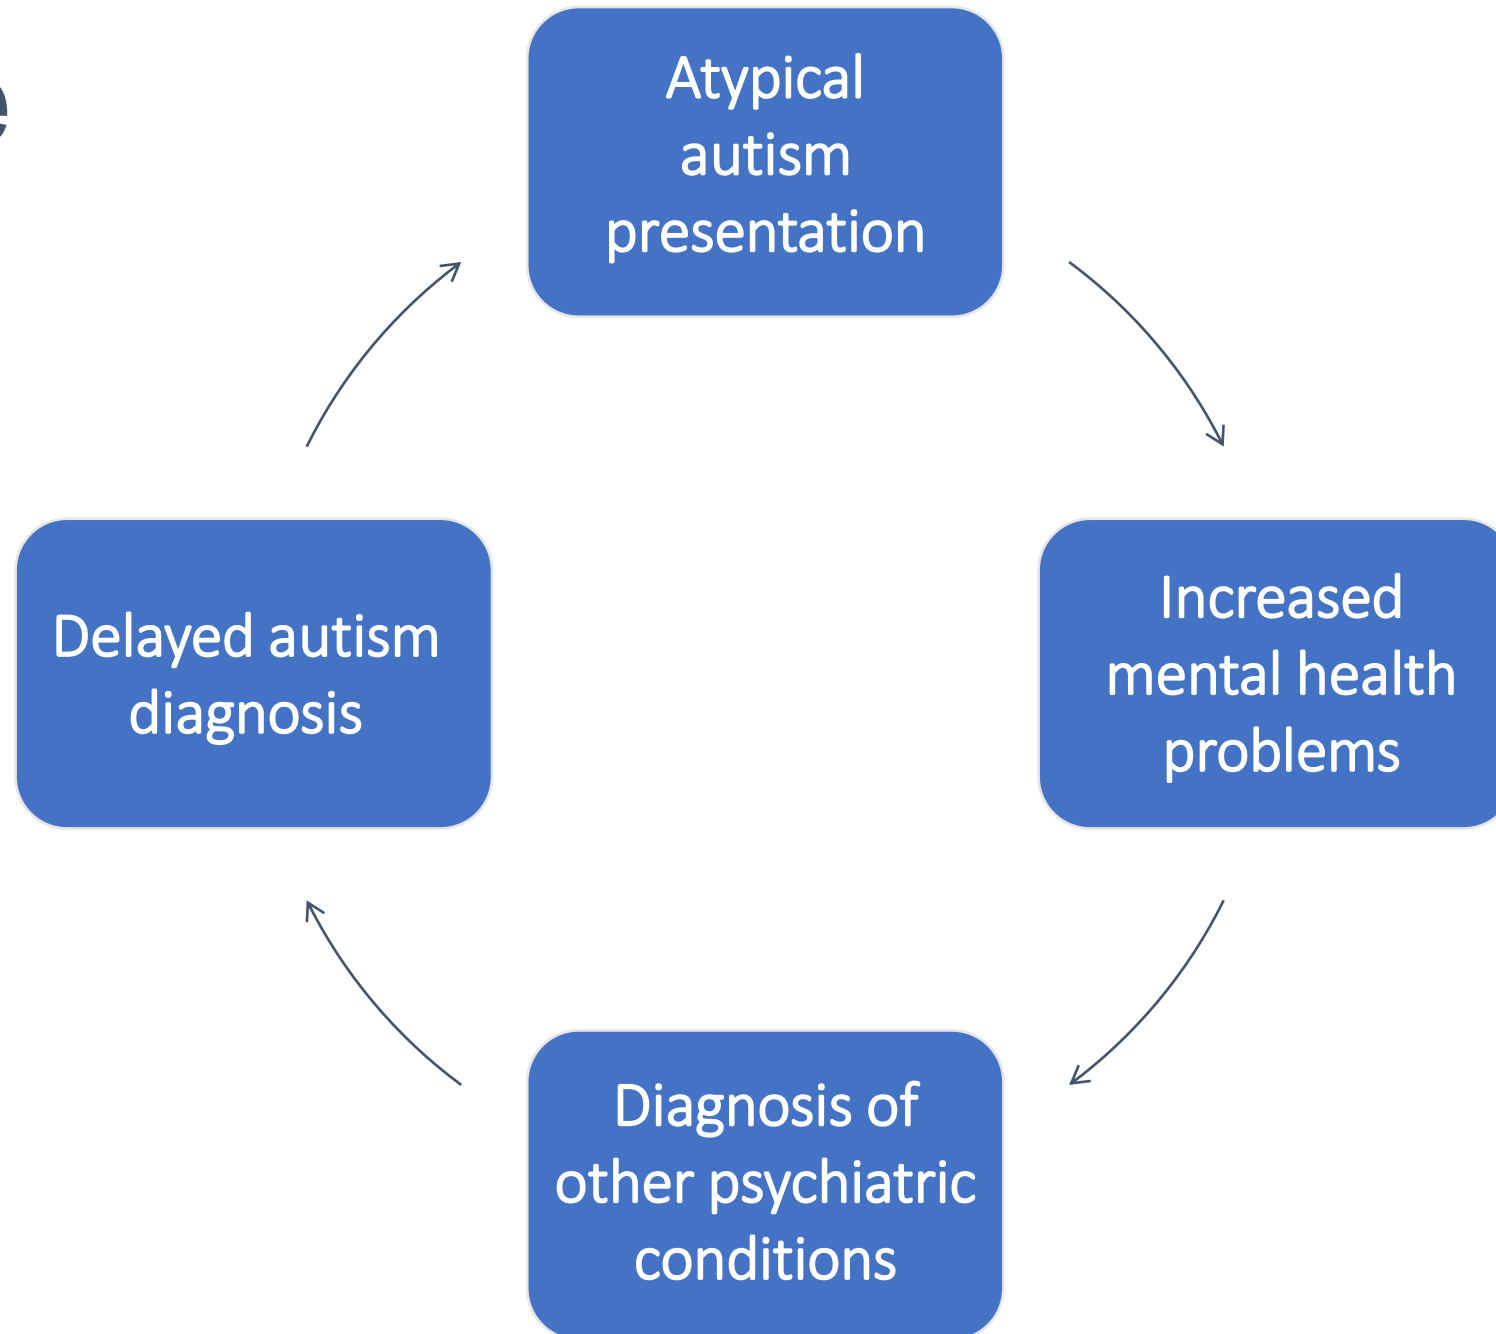 e
Atypical
autism
presentation
Increased
mental health
problems
Diagnosis of
other psychiatric
conditions
Delayed autism
diagnosis